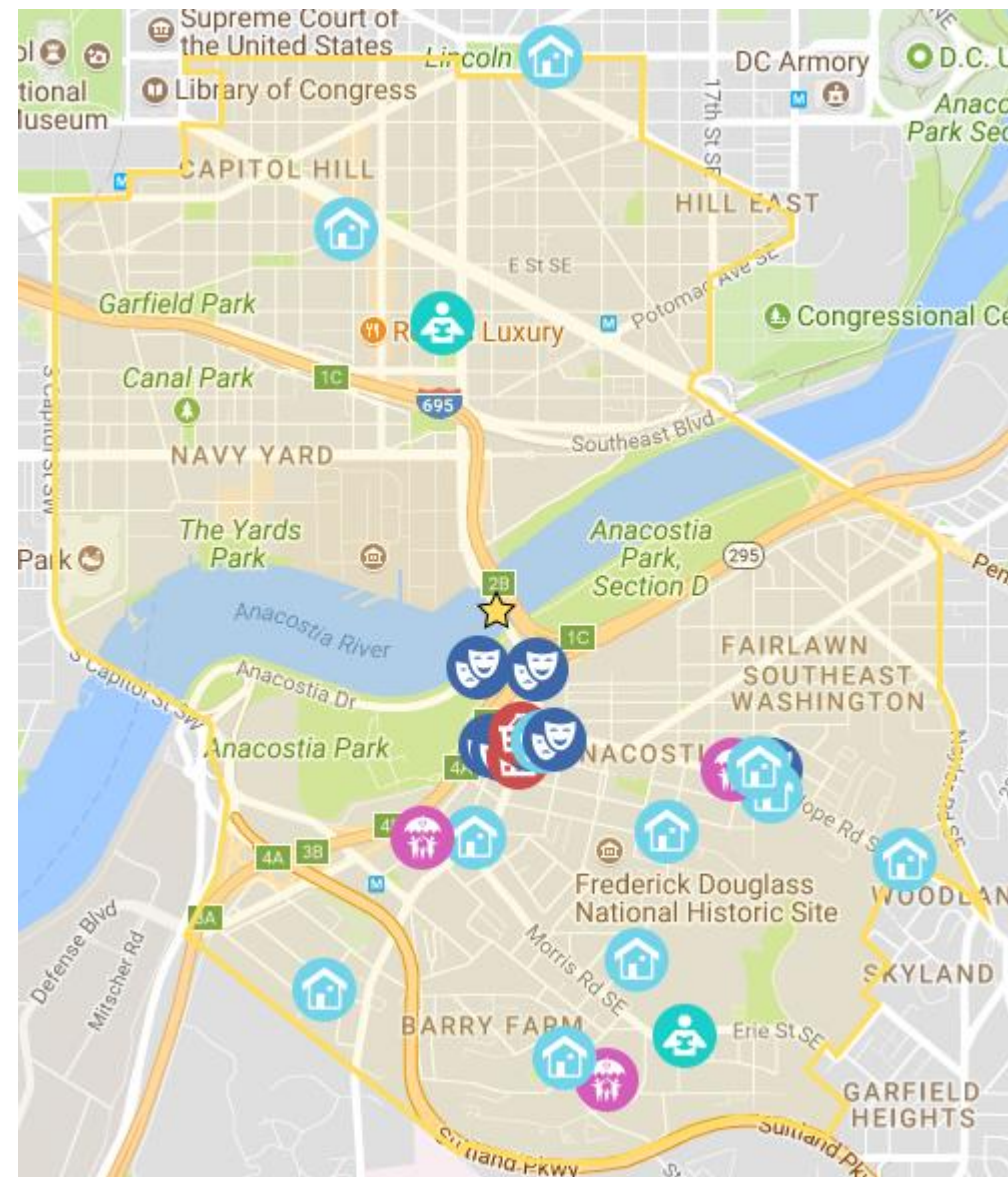 Supreme Court of
the United States
Lincoln
DC Armory
D.C. U
Library of Congress
tional
Museum
17th St SE
Anaco
Park Sec
NE
CAPITOL HILL
HILL EAST
E St SE
Potomac Ave SE
Garfield Park
Luxury
Congressional Ce
Canal Park
1C
695
S Capitol St SW
Southeast Blvd
NAVY YARD
The Yards
Park
Anacostia
Park,
Section D
295
Park
Pen
2B
Anacostia River
1C
FAIRLAWN
SOUTHEAST
WASHINGTON
S Capitol St SW
Anacostia Dr
Anacostia Park
NACOSTI
4A
Hope Rd S
4A
3B
Frederick Douglass
National Historic Site
WOODLAN
3A
Defense Blvd
Mitscher Rd
Morris Rd SE
SKYLAND
BARRY FARM
Erie St SE
GARFIELD
HEIGHTS
Suitland Pkwy
Suitland Pk